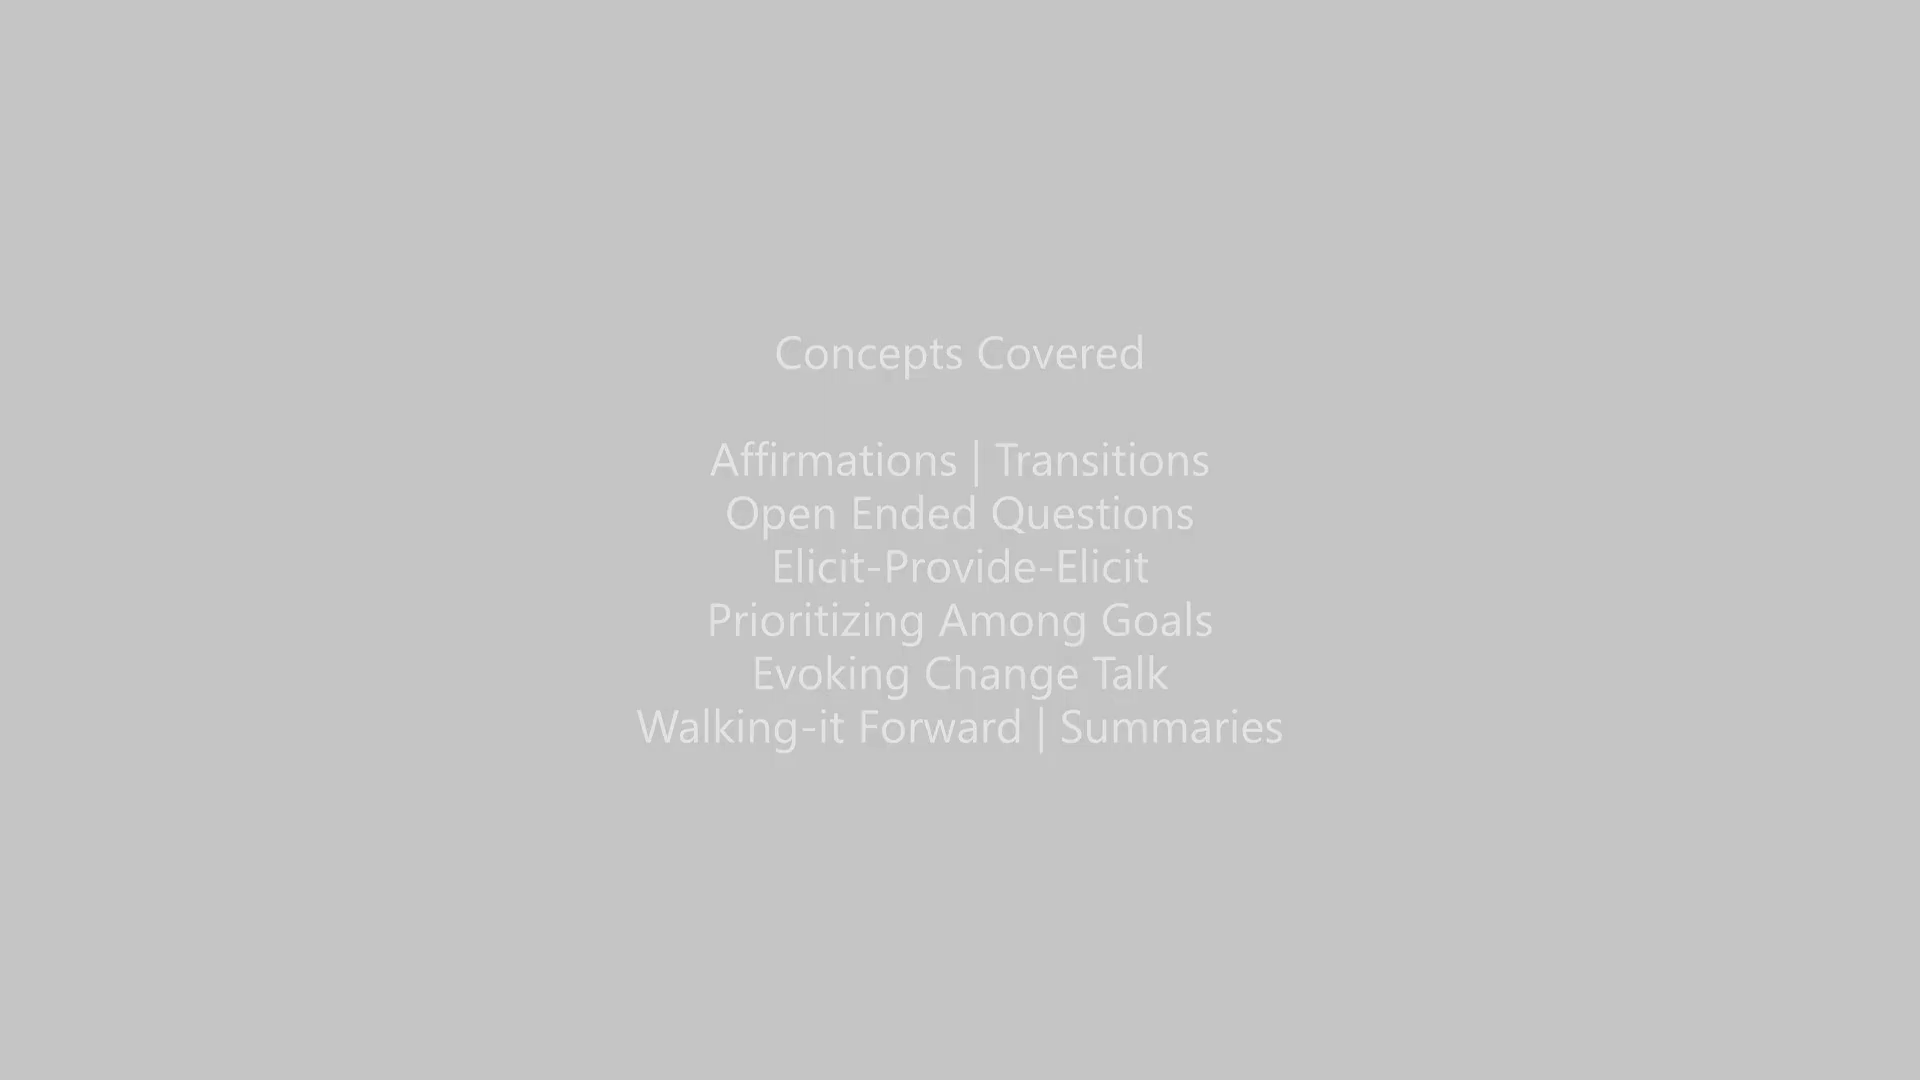 Concepts Covered
Affirmations | Transitions
Open Ended Questions
Elicit-Provide-Elicit
Prioritizing Among Goals
Evoking Change Talk
Walking-it Forward | Summaries